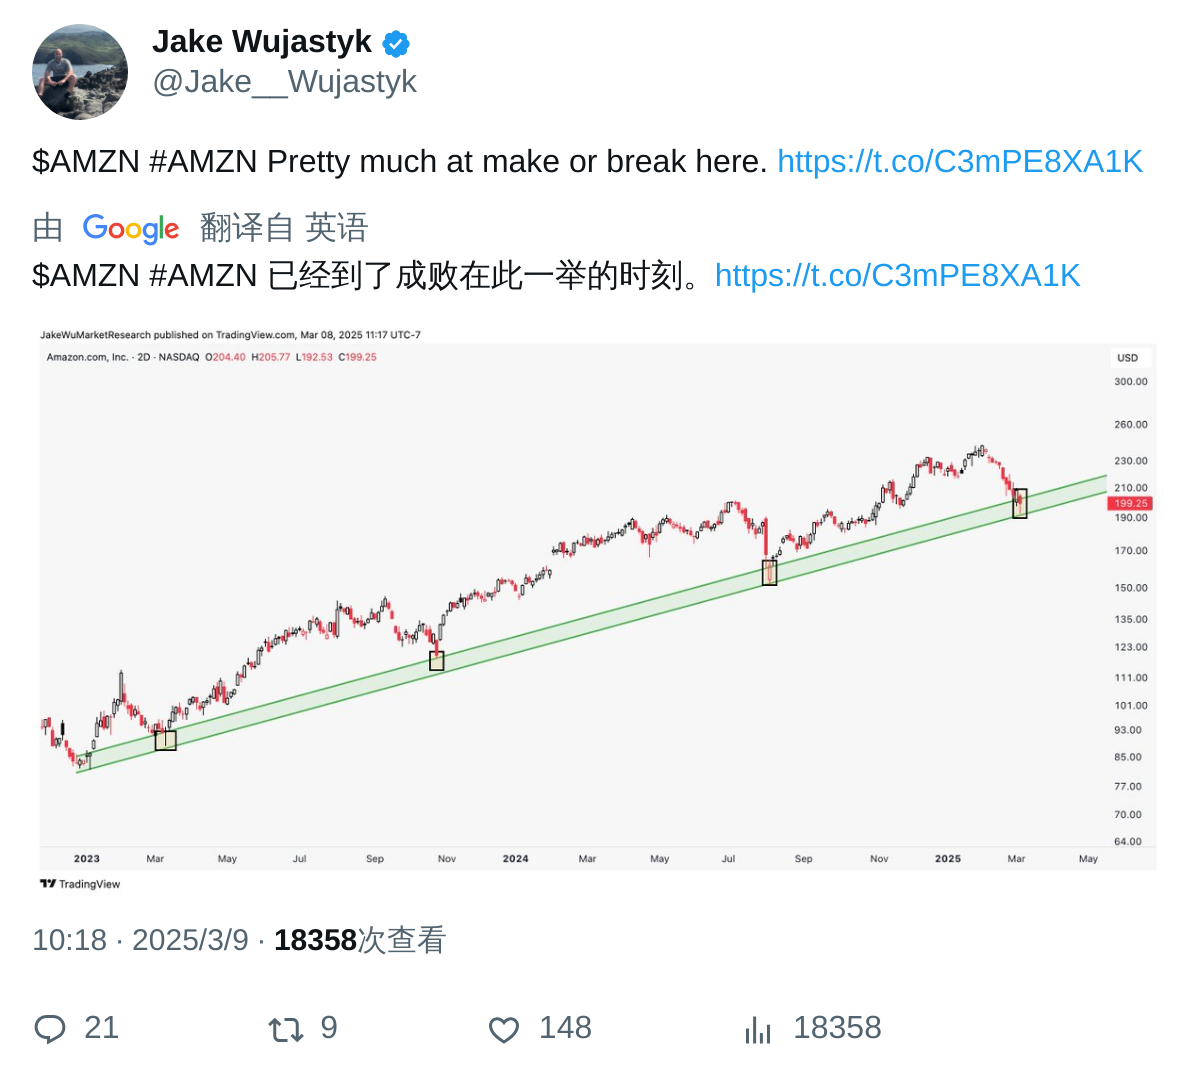 Jake Wujastyk
@Jake__Wujastyk
$AMZN #AMZN Pretty much at make or break here. https://t.co/C3mPE8XA1K
由 Google 翻译自 英语
$AMZN #AMZN 已经到了成败在此一举的时刻。https://t.co/C3mPE8XA1K
JakeWuMarketResearch published on TradingView.com, Mar 08, 2025 11:17 UTC-7
Amazon.com, Inc. · 2D · NASDAQ O204.40 H205.77 L192.53 C199.25
USD
300.00
260.00
230.00
210.00
199.25
190.00
170.00
150.00
135.00
123.00
111.00
101.00
93.00
85.00
77.00
70.00
64.00
2023 Mar May Jul Sep Nov 2024 Mar May Jul Sep Nov 2025 Mar May
TradingView
10:18 · 2025/3/9 · 18358次查看
21 9 148 18358